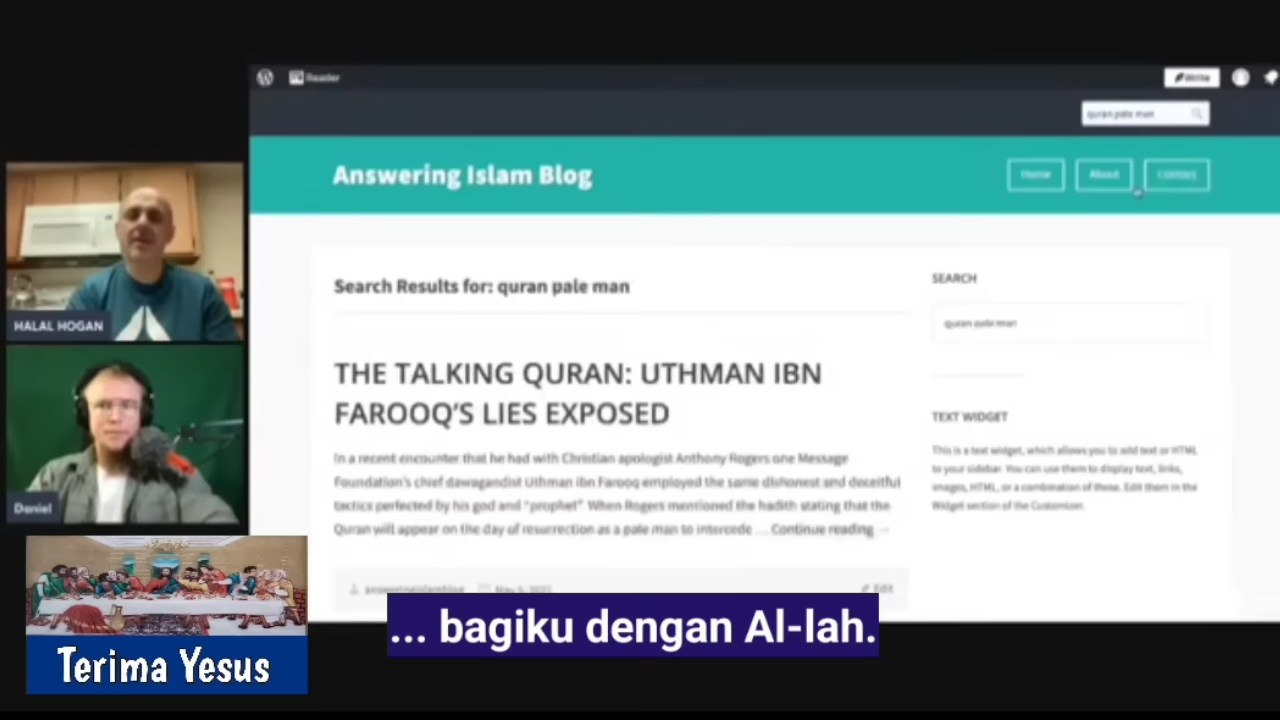 Reader
Write
quran pale man
Answering Islam Blog
Home
About
Contact
HALAL HOGAN
Daniel
Search Results for: quran pale man
THE TALKING QURAN: UTHMAN IBN
FAROOQ'S LIES EXPOSED
In a recent encounter that he had with Christian apologist Anthony Rogers one Message
Foundation's chief dawagandist Uthman ibn Farooq employed the same dishonest and deceitful
tactics perfected by his god and "prophet". When Rogers mentioned the hadith stating that the
Quran will appear on the day of resurrection as a pale man to intercede … Continue reading →
answeringislamblog
Edit
SEARCH
quran pale man
TEXT WIDGET
This is a text widget, which allows you to add text or HTML
to your sidebar. You can use them to display text, links,
images, HTML, or a combination of these. Edit them in the
Widget section of the Customizer.
... bagiku dengan Al-lah.
Terima Yesus